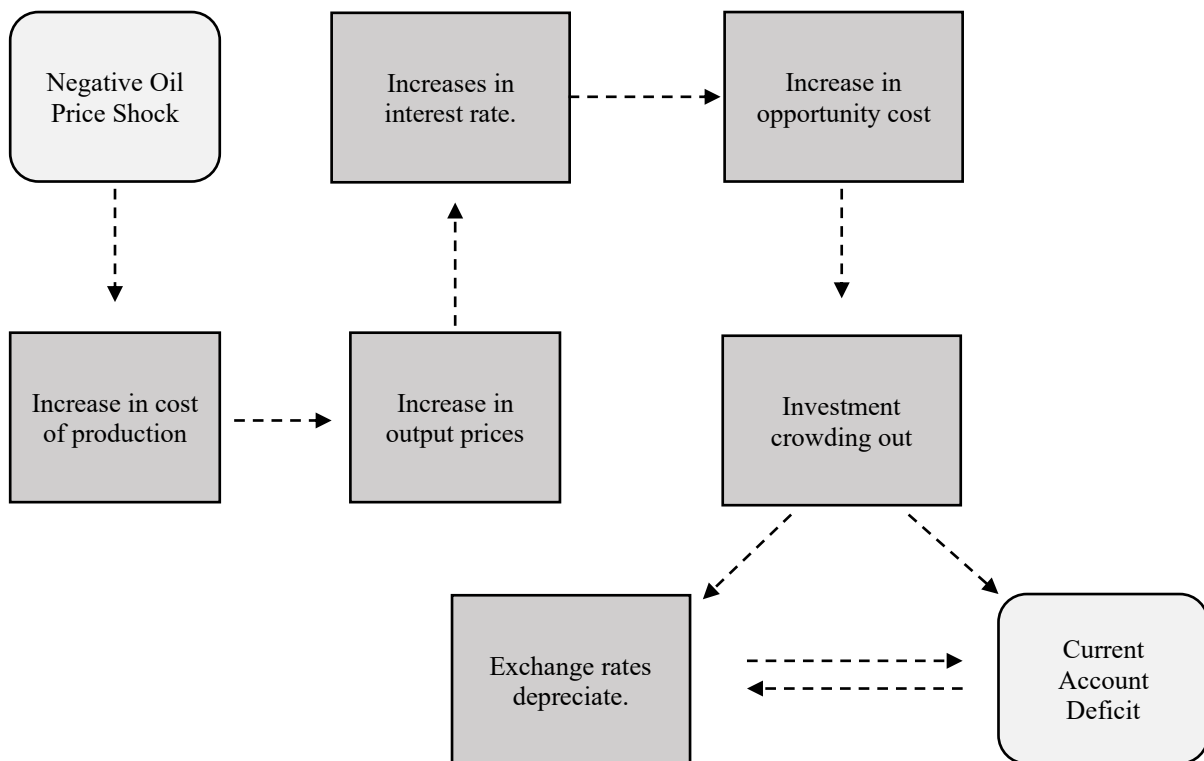 Negative Oil
Price Shock
Increases in
interest rate.
Increase in
opportunity cost
Increase in cost
of production
Increase in
output prices
Investment
crowding out
Exchange rates
depreciate.
Current
Account
Deficit